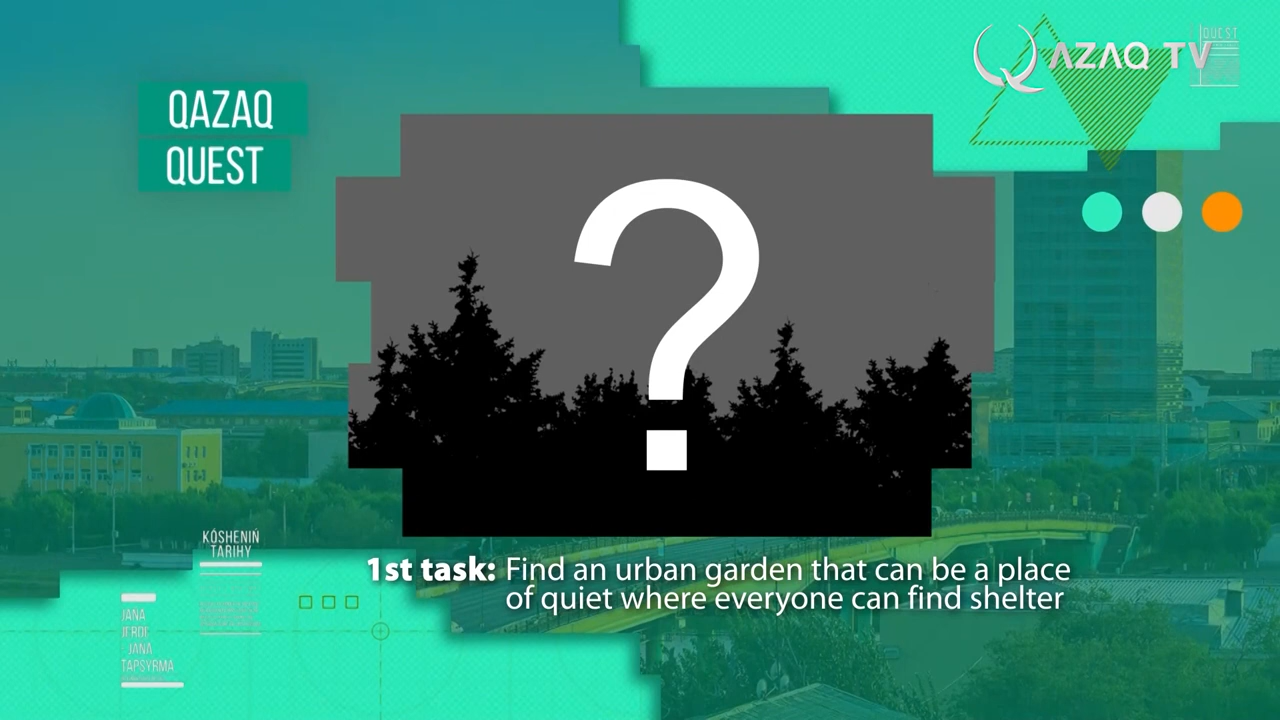 QAZAQ TV
QUEST
QAZAQ
QUEST
?
KÓSHENIŃ
TARIHY
1st task: Find an urban garden that can be a place
of quiet where everyone can find shelter
JANA
JERDE
- JANA
TAPSYRMA